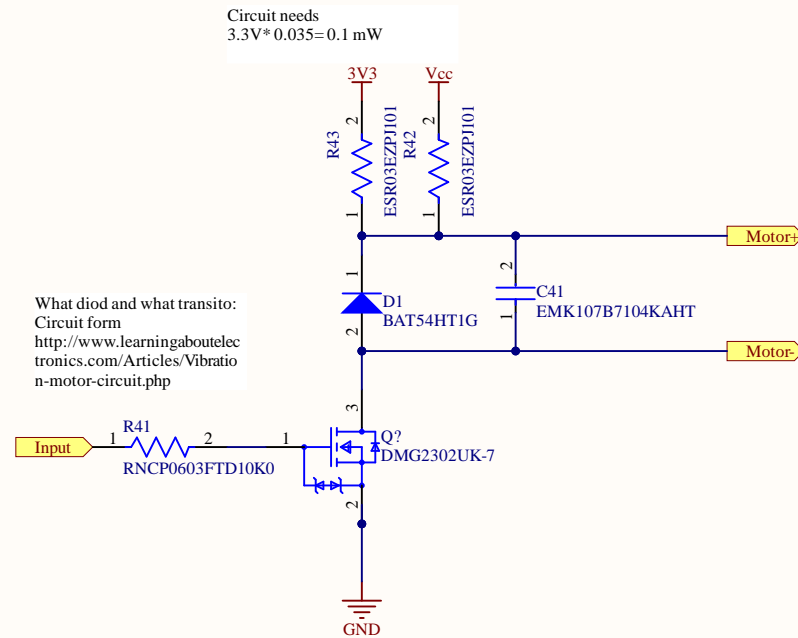 Circuit needs
3.3V* 0.035= 0.1 mW
3V3
Vcc
2
2
R43
ESR03EZPJ101
R42
ESR03EZPJ101
1
1
Motor+
1
2
D1
BAT54HT1G
C41
EMK107B7104KAHT
2
1
Motor-
What diod and what transito:
Circuit form
http://www.learningaboutelec
tronics.com/Articles/Vibratio
n-motor-circuit.php
3
R41
Input
1
2
1
Q?
DMG2302UK-7
RNCP0603FTD10K0
2
GND